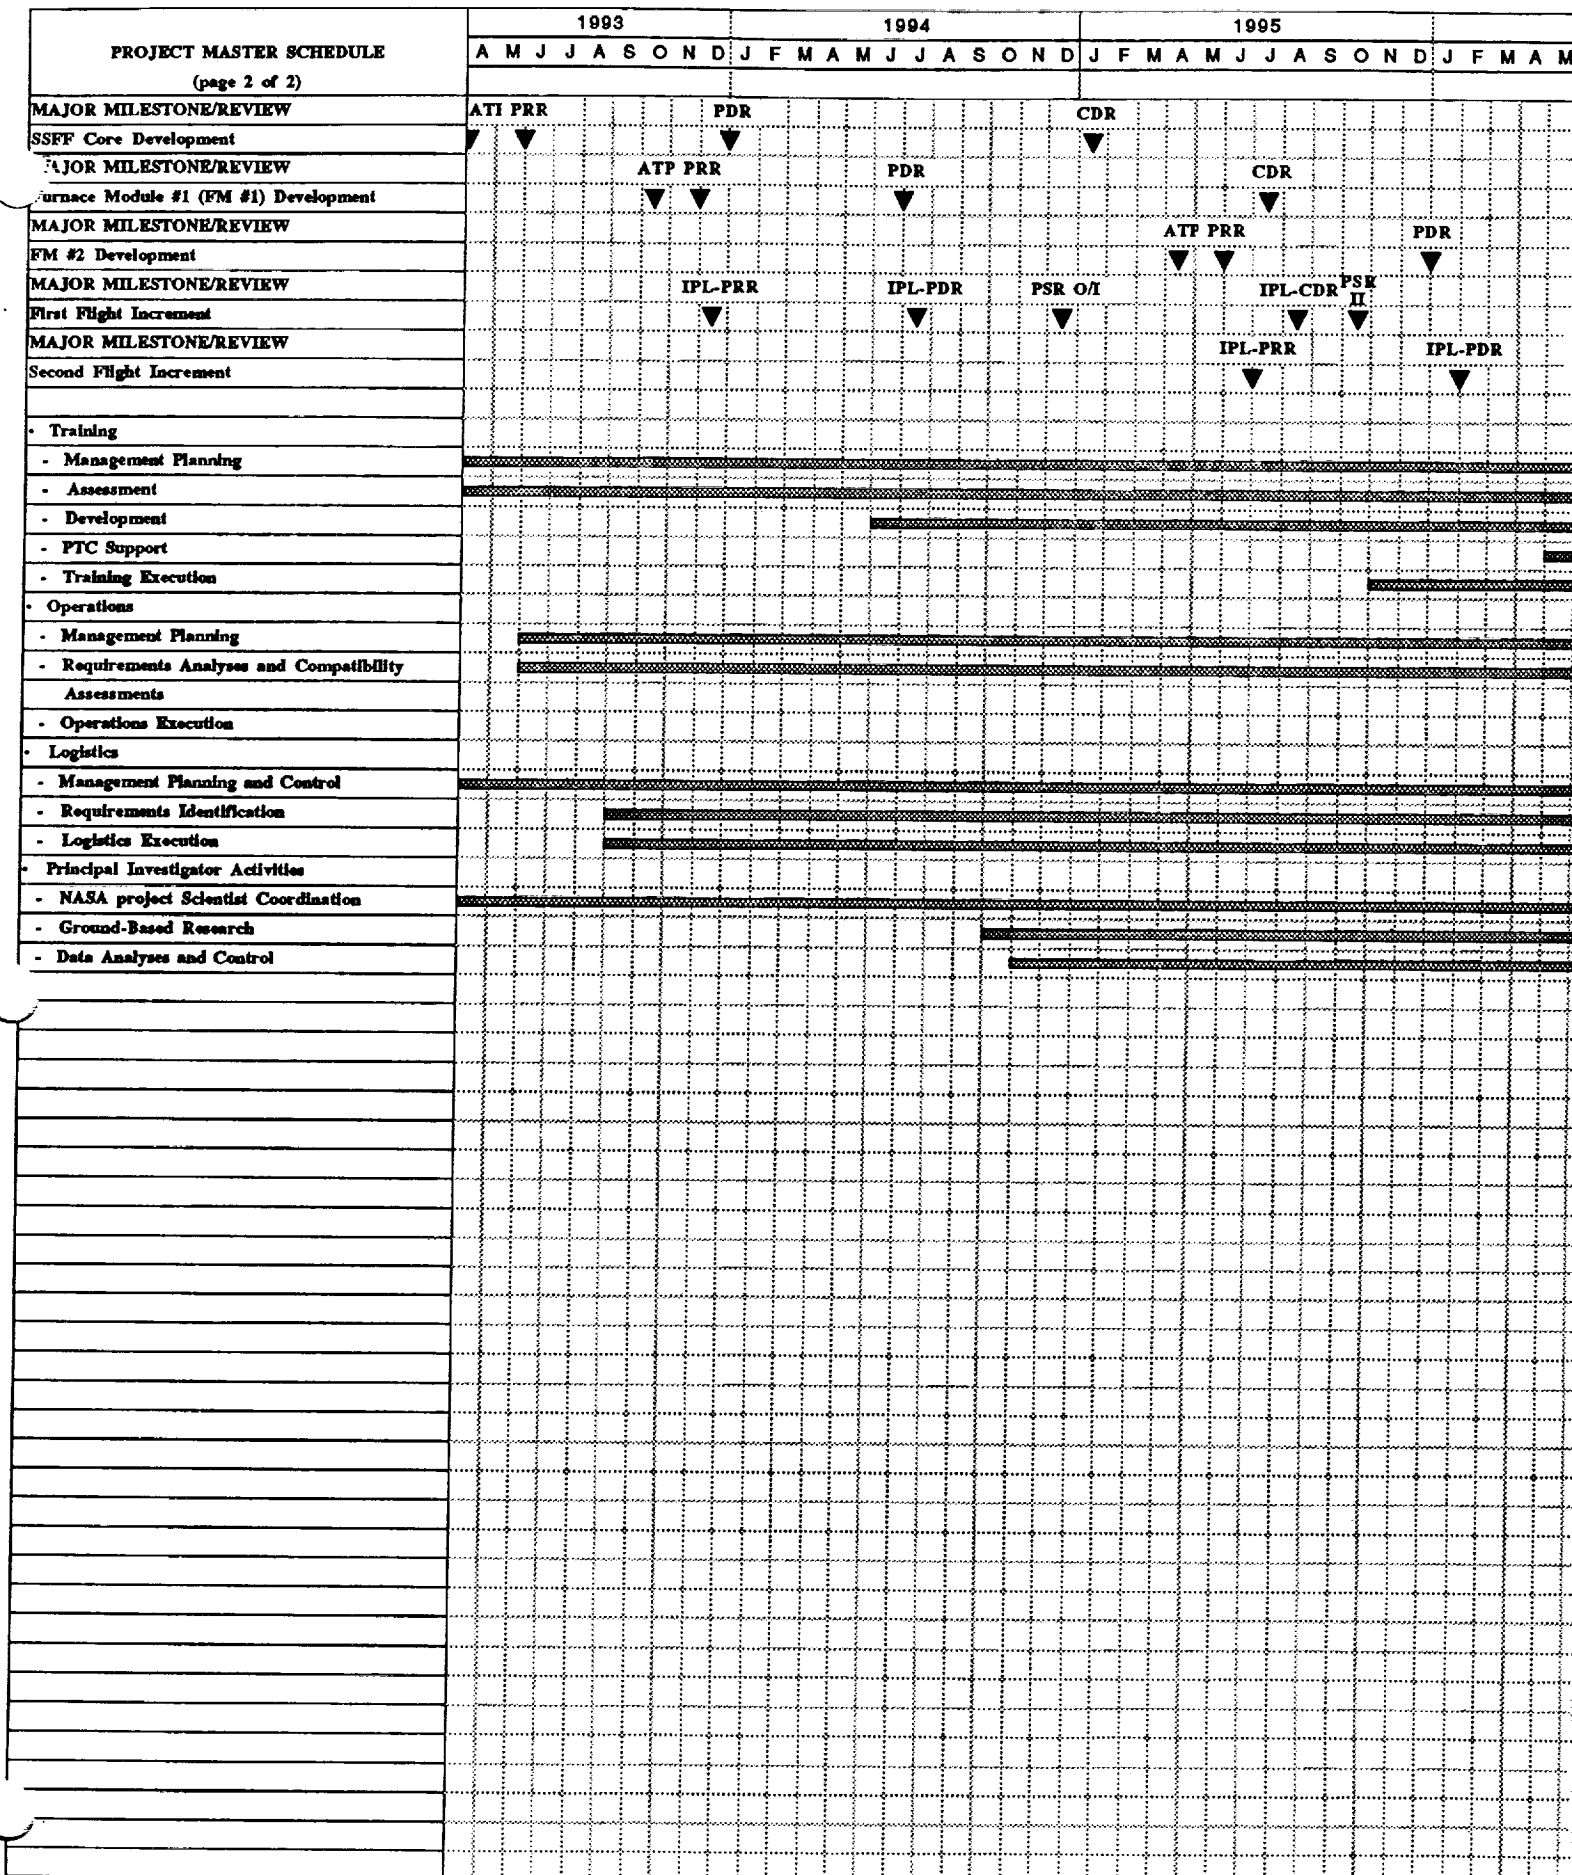 1993 1994 1995
PROJECT MASTER SCHEDULE
A M J J A S O N D J F M A M J J A S O N D J F M A M J J A S O N D J F M A M
(page 2 of 2)
MAJOR MILESTONE/REVIEW
ATI PRR PDR CDR
SSFF Core Development
AJOR MILESTONE/REVIEW
ATP PRR PDR CDR
urnace Module #1 (FM #1) Development
MAJOR MILESTONE/REVIEW
ATP PRR PDR
FM #2 Development
MAJOR MILESTONE/REVIEW
IPL-PRR IPL-PDR PSR O/I IPL-CDR PSR II
First Flight Increment
MAJOR MILESTONE/REVIEW
IPL-PRR IPL-PDR
Second Flight Increment
· Training
- Management Planning
- Assessment
- Development
- PTC Support
- Training Execution
· Operations
- Management Planning
- Requirements Analyses and Compatibility
Assessments
- Operations Execution
· Logistics
- Management Planning and Control
- Requirements Identification
- Logistics Execution
· Principal Investigator Activities
- NASA project Scientist Coordination
- Ground-Based Research
- Data Analyses and Control